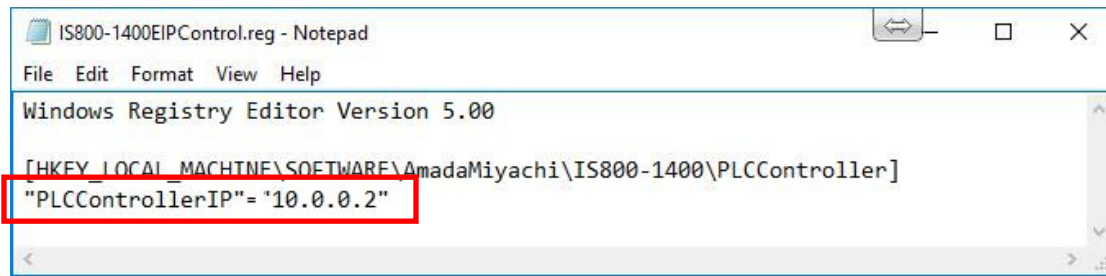 IS800-1400EIPControl.reg - Notepad
File Edit Format View Help
Windows Registry Editor Version 5.00
[HKEY_LOCAL_MACHINE\SOFTWARE\AmadaMiyachi\IS800-1400\PLCController]
"PLCControllerIP"="10.0.0.2"